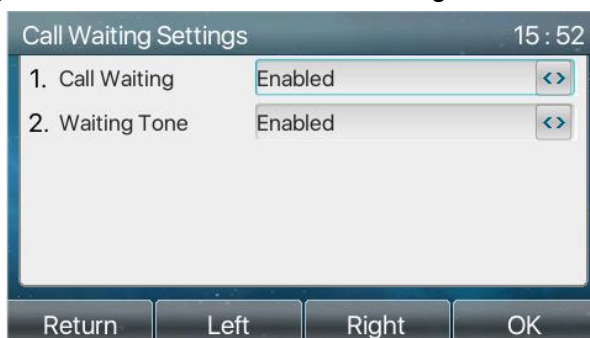 Call Waiting Settings 15:52
1. Call Waiting Enabled <>
2. Waiting Tone Enabled <>
Return Left Right OK